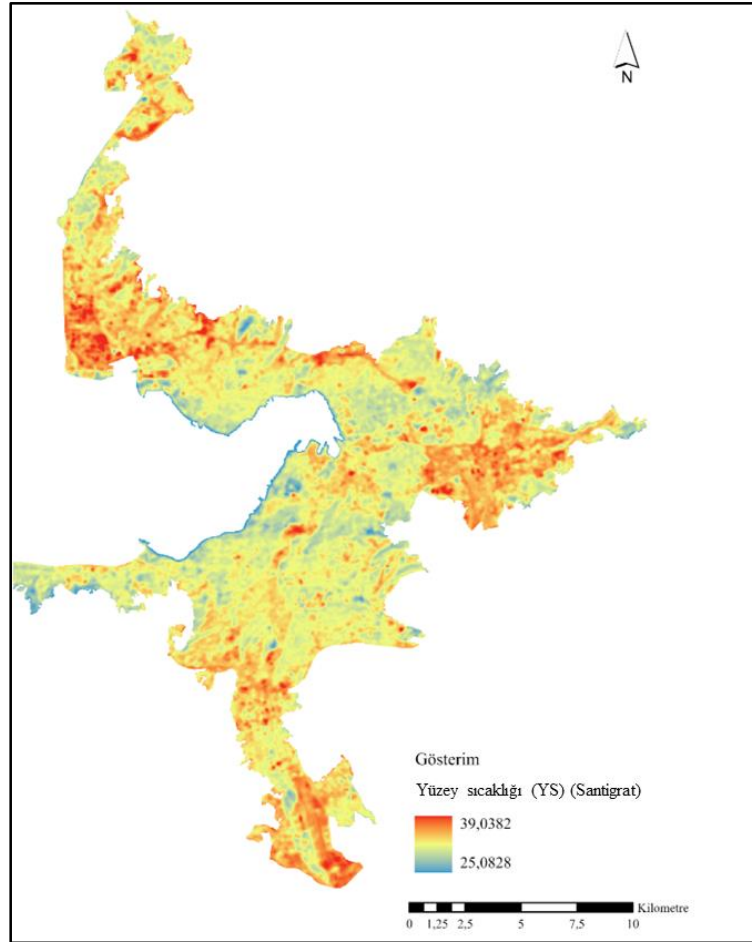 N
Gösterim
Yüzey sıcaklığı (YS) (Santigrat)
39,0382
25,0828
Kilometre
0 1,25 2,5 5 7,5 10